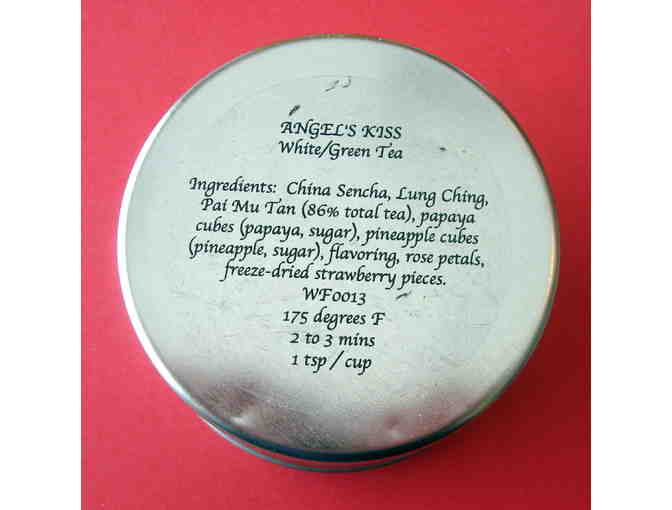 ANGEL'S KISS
White/Green Tea
Ingredients: China Sencha, Lung Ching,
Pai Mu Tan (86% total tea), papaya
cubes (papaya, sugar), pineapple cubes
(pineapple, sugar), flavoring, rose petals,
freeze-dried strawberry pieces.
WF0013
175 degrees F
2 to 3 mins
1 tsp / cup